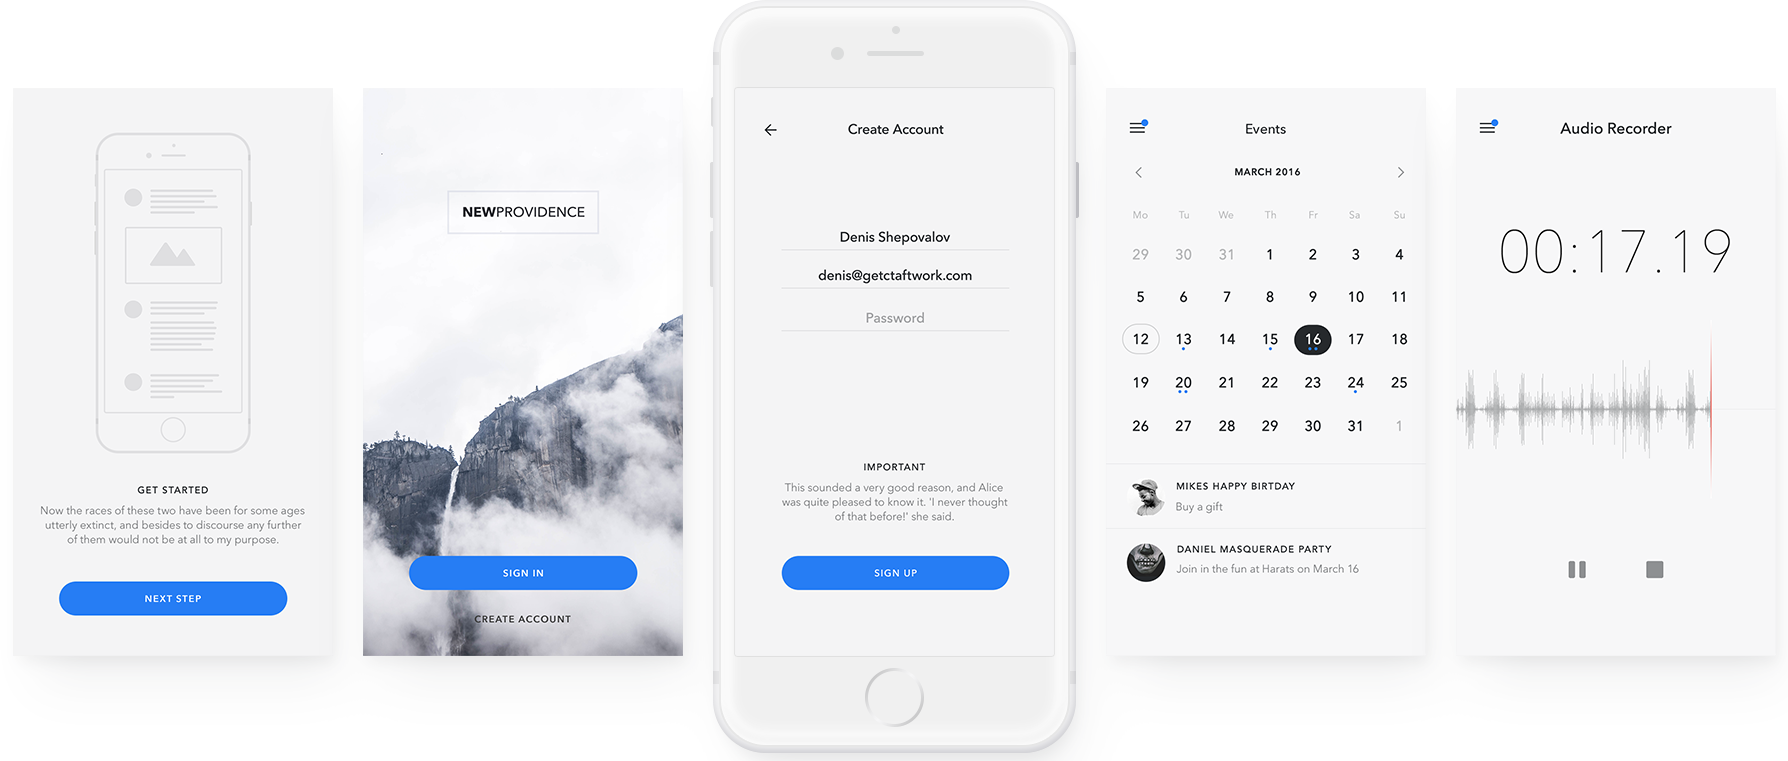 GET STARTED
Now the races of these two have been for some ages
utterly extinct, and besides to discourse any further
of them would not be at all to my purpose.
NEXT STEP
NEWPROVIDENCE
SIGN IN
CREATE ACCOUNT
Create Account
Denis Shepovalov
denis@getctaftwork.com
Password
IMPORTANT
This sounded a very good reason, and Alice
was quite pleased to know it. 'I never thought
of that before!' she said.
SIGN UP
Events
MARCH 2016
Mo Tu We Th Fr Sa Su
29 30 31 1 2 3 4
5 6 7 8 9 10 11
12 13 14 15 16 17 18
19 20 21 22 23 24 25
26 27 28 29 30 31 1
MIKES HAPPY BIRTDAY
Buy a gift
DANIEL MASQUERADE PARTY
Join in the fun at Harats on March 16
Audio Recorder
00:17.19